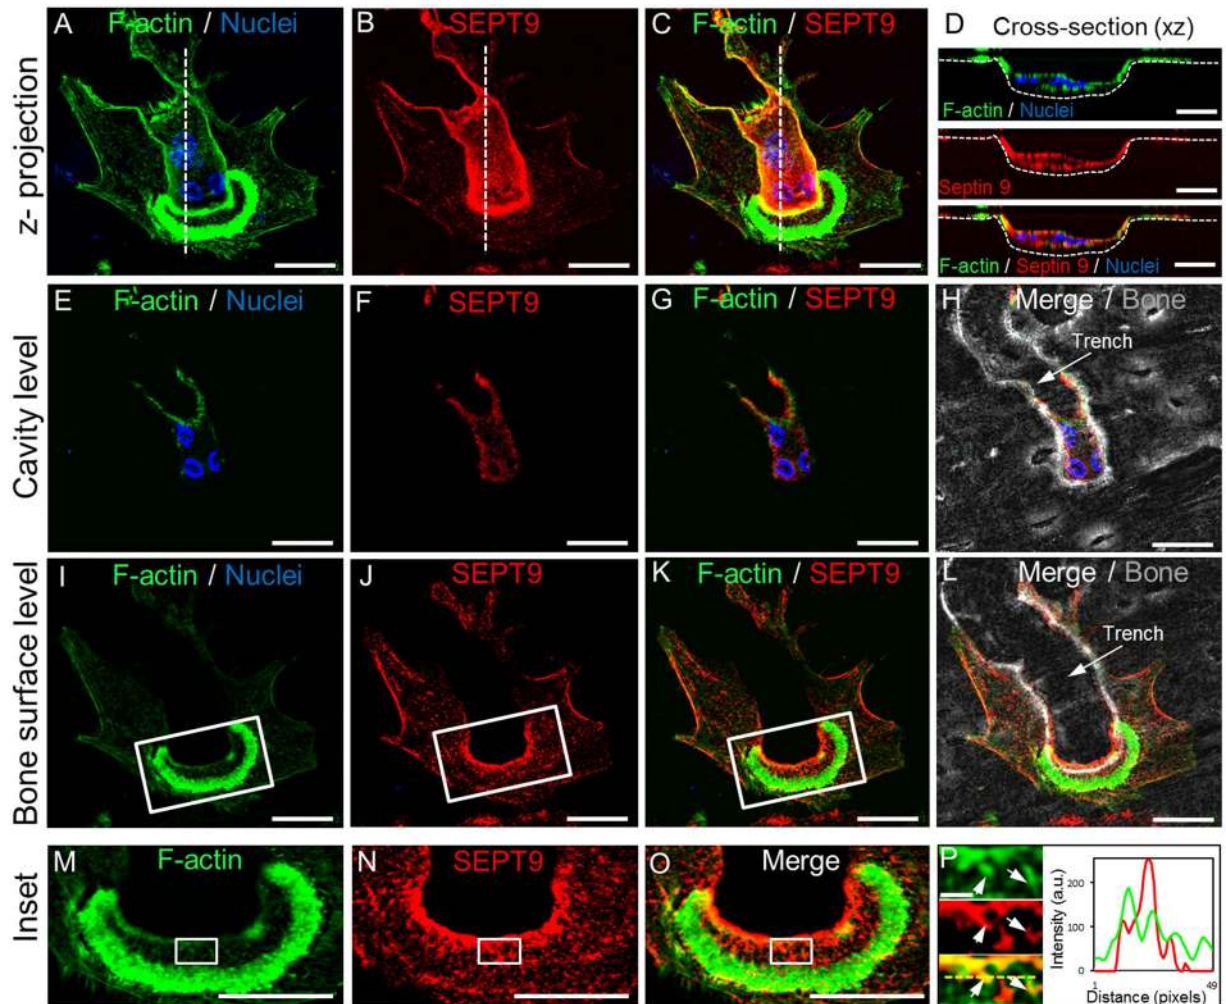 A F-actin / Nuclei
B SEPT9
C F-actin / SEPT9
D Cross-section (xz)
F-actin / Nuclei
Septin 9
F-actin / Septin 9 / Nuclei
z- projection
E F-actin / Nuclei
F SEPT9
G F-actin / SEPT9
H Merge / Bone
Trench
Cavity level
I F-actin / Nuclei
J SEPT9
K F-actin / SEPT9
L Merge / Bone
Trench
Bone surface level
M F-actin
N SEPT9
O Merge
P
Inset
Intensity (a.u.)
200
100
0
1
49
Distance (pixels)